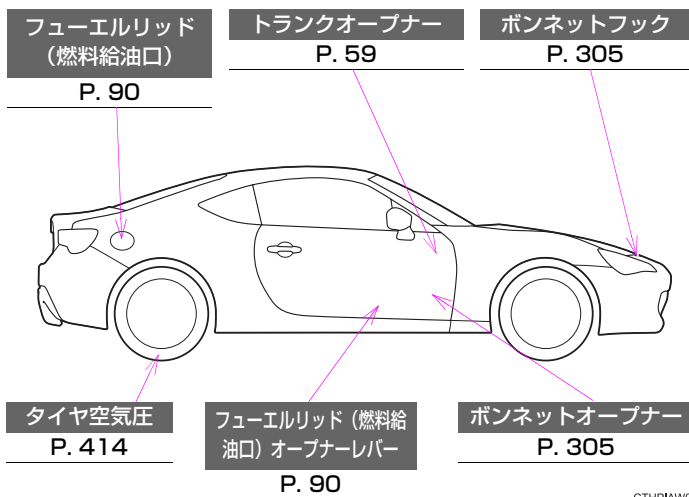 フューエルリッド
（燃料給油口）
P. 90
トランクオープナー
P. 59
ボンネットフック
P. 305
タイヤ空気圧
P. 414
フューエルリッド（燃料給
油口）オープナーレバー
P. 90
ボンネットオープナー
P. 305